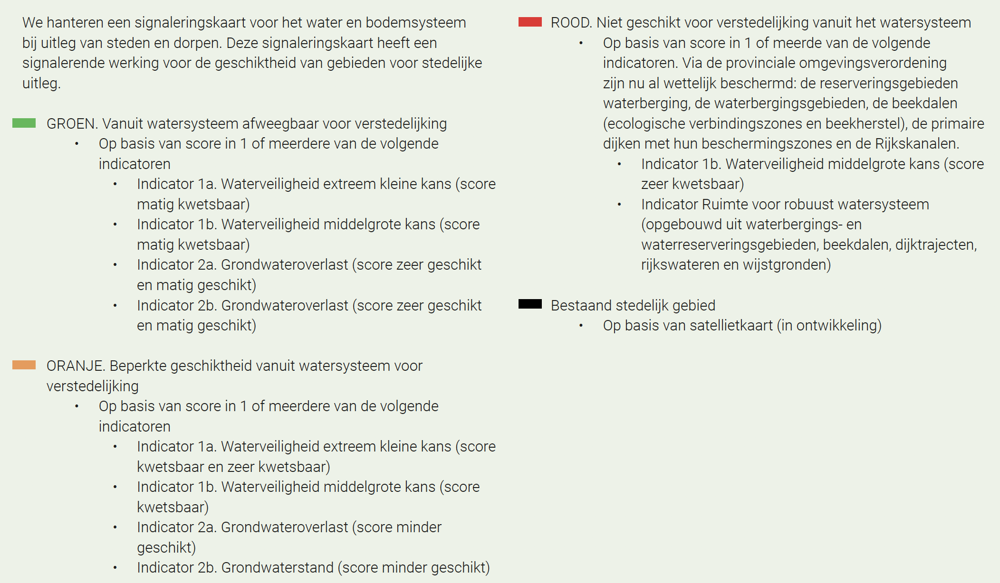 We hanteren een signaleringskaart voor het water en bodemsysteem
bij uitleg van steden en dorpen. Deze signaleringskaart heeft een
signalerende werking voor de geschiktheid van gebieden voor stedelijke
uitleg.
GROEN. Vanuit watersysteem afweegbaar voor verstedelijking
• Op basis van score in 1 of meerdere van de volgende
indicatoren
• Indicator 1a. Waterveiligheid extreem kleine kans (score
matig kwetsbaar)
• Indicator 1b. Waterveiligheid middelgrote kans (score
matig kwetsbaar)
• Indicator 2a. Grondwateroverlast (score zeer geschikt
en matig geschikt)
• Indicator 2b. Grondwateroverlast (score zeer geschikt
en matig geschikt)
ORANJE. Beperkte geschiktheid vanuit watersysteem voor
verstedelijking
• Op basis van score in 1 of meerdere van de volgende
indicatoren
• Indicator 1a. Waterveiligheid extreem kleine kans (score
kwetsbaar en zeer kwetsbaar)
• Indicator 1b. Waterveiligheid middelgrote kans (score
kwetsbaar)
• Indicator 2a. Grondwateroverlast (score minder
geschikt)
• Indicator 2b. Grondwaterstand (score minder geschikt)
ROOD. Niet geschikt voor verstedelijking vanuit het watersysteem
• Op basis van score in 1 of meerde van de volgende
indicatoren. Via de provinciale omgevingsverordening
zijn nu al wettelijk beschermd: de reserveringsgebieden
waterberging, de waterbergingsgebieden, de beekdalen
(ecologische verbindingszones en beekherstel), de primaire
dijken met hun beschermingszones en de Rijkskanalen.
• Indicator 1b. Waterveiligheid middelgrote kans (score
zeer kwetsbaar)
• Indicator Ruimte voor robuust watersysteem
(opgebouwd uit waterbergings- en
waterreserveringsgebieden, beekdalen, dijktrajecten,
rijkswateren en wijstgronden)
Bestaand stedelijk gebied
• Op basis van satellietkaart (in ontwikkeling)